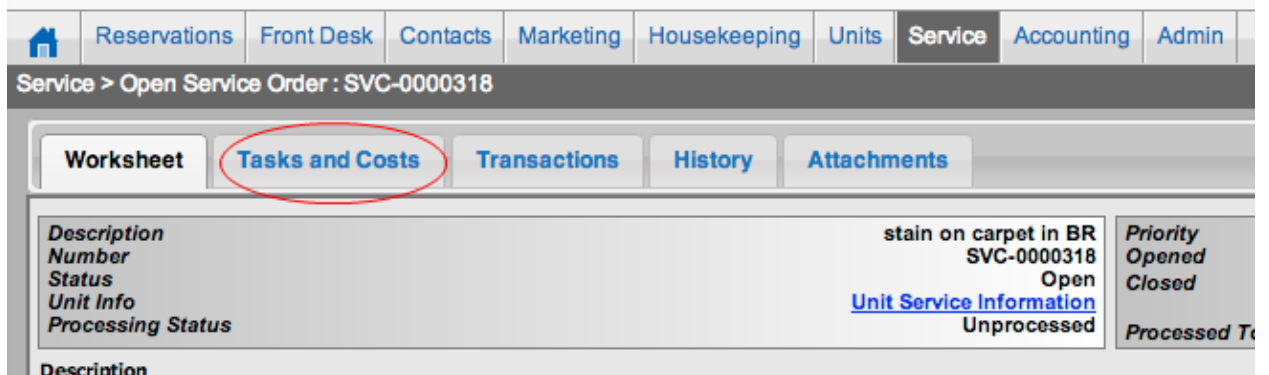 Reservations Front Desk Contacts Marketing Housekeeping Units Service Accounting Admin
Service > Open Service Order : SVC-0000318
Worksheet Tasks and Costs Transactions History Attachments
Description stain on carpet in BR Priority
Number SVC-0000318 Opened
Status Open Closed
Unit Info Unit Service Information
Processing Status Unprocessed Processed
Description